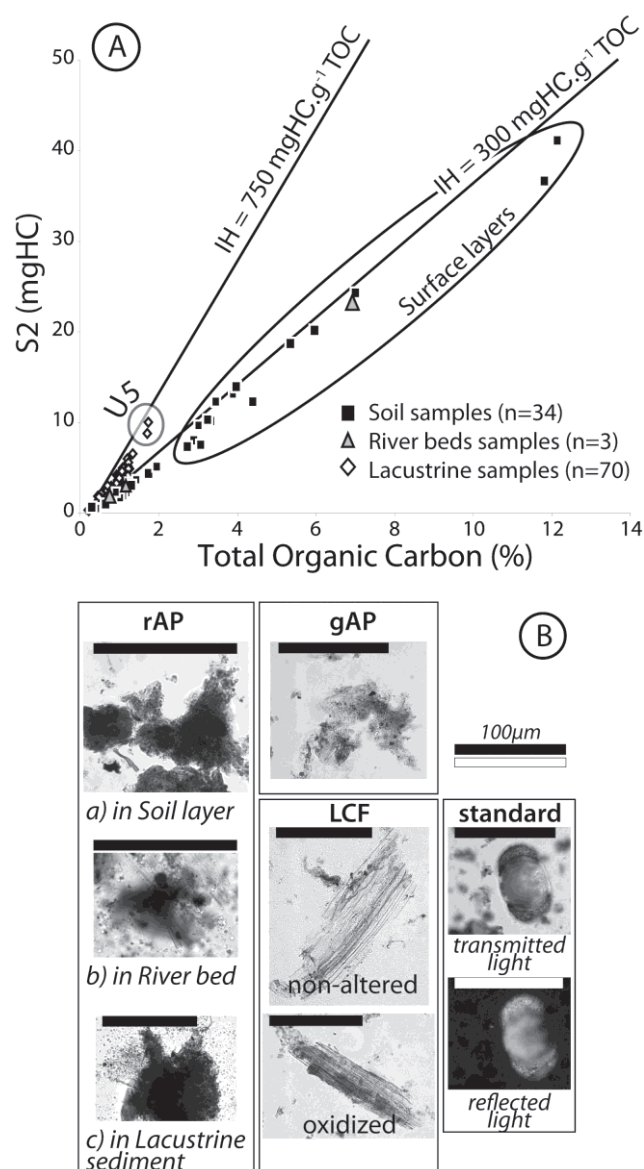 A
50
40
30
20
10
0
S2 (mgHC)
IH = 750 mgHC.g⁻¹ TOC
IH = 300 mgHC.g⁻¹ TOC
Surface layers
U5
Soil samples (n=34)
River beds samples (n=3)
Lacustrine samples (n=70)
0 2 4 6 8 10 12 14
Total Organic Carbon (%)
B
rAP
a) in Soil layer
b) in River bed
c) in Lacustrine
sediment
gAP
LCF
non-altered
oxidized
100µm
standard
transmitted
light
reflected
light